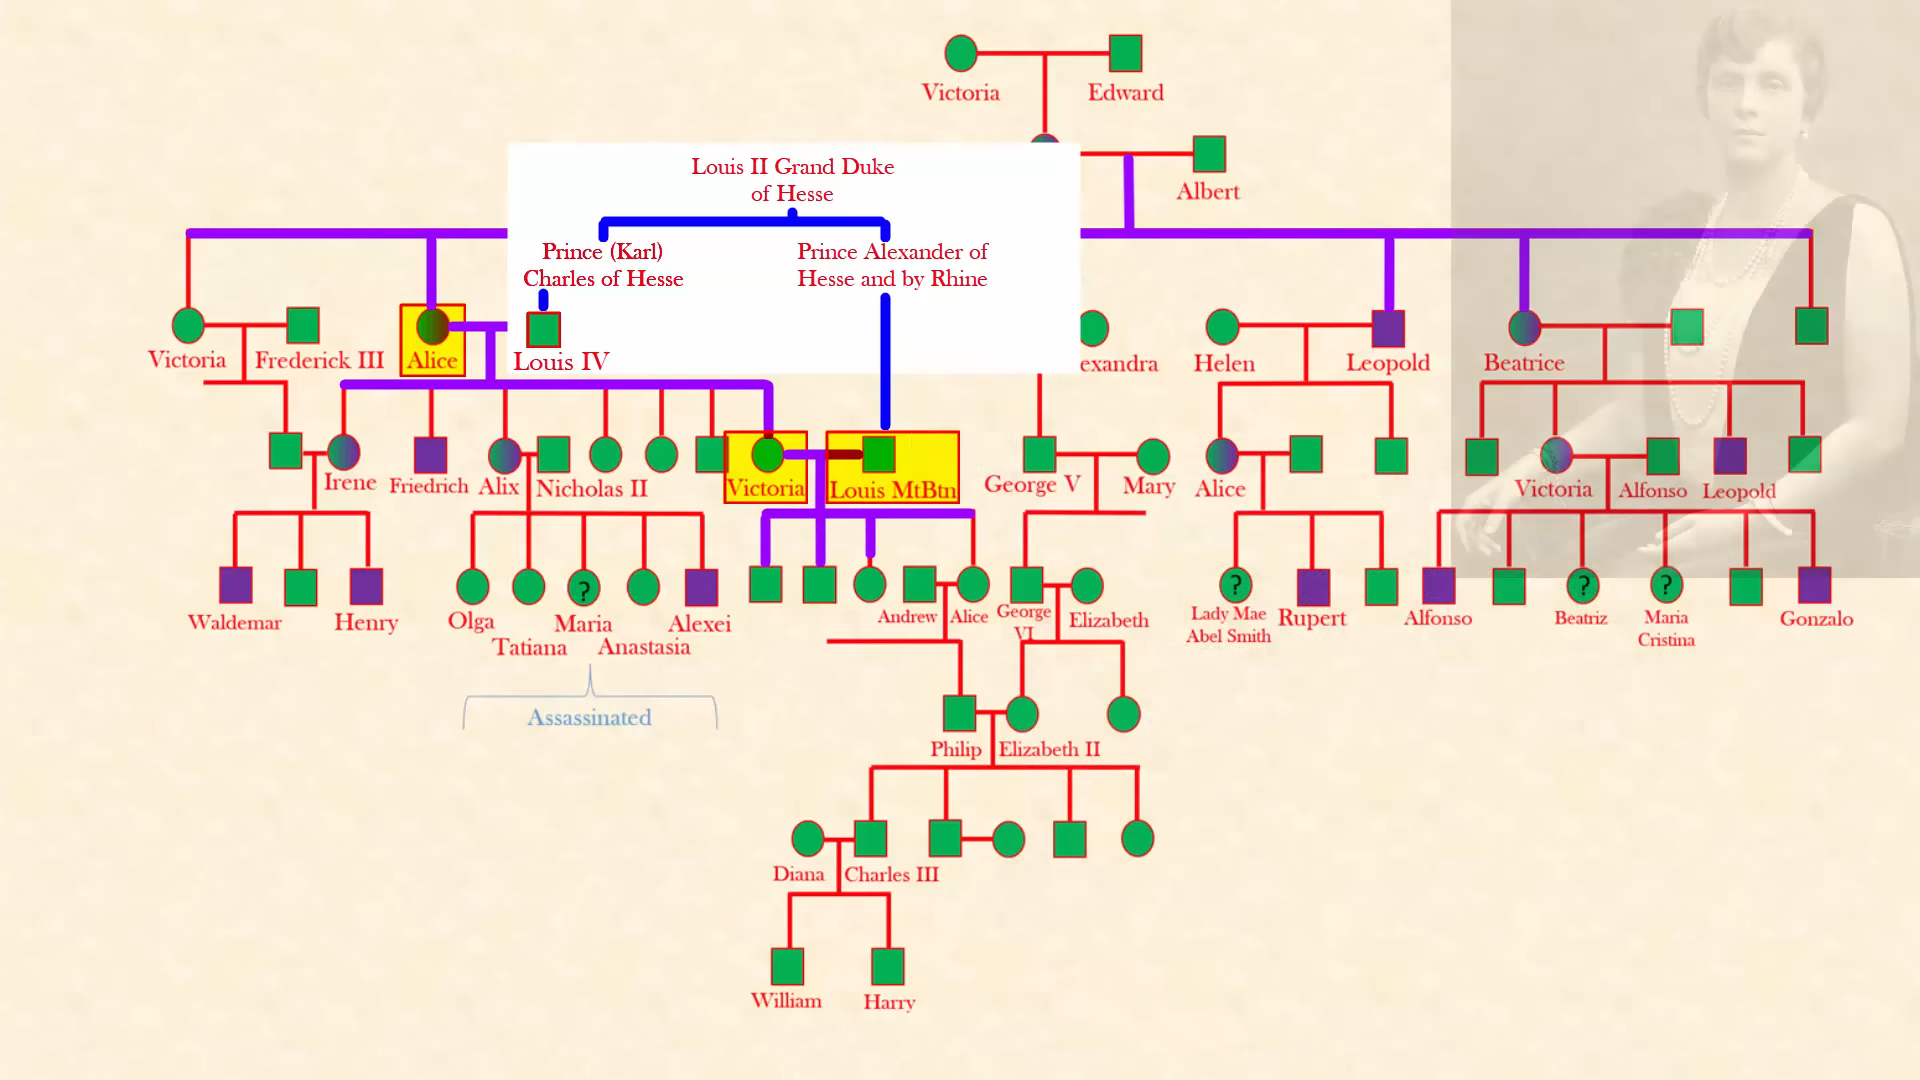 Victoria
Edward
Louis II Grand Duke
of Hesse
Albert
Prince (Karl)
Charles of Hesse
Prince Alexander of
Hesse and by Rhine
Victoria
Frederick III
Alice
Louis IV
exandra
Helen
Leopold
Beatrice
Irene
Friedrich
Alix
Nicholas II
Victoria
Louis MtBtn
George V
Mary
Alice
Victoria
Alfonso
Leopold
?
?
?
?
Waldemar
Henry
Olga
Tatiana
Maria
Anastasia
Alexei
Andrew
Alice
George
VI
Elizabeth
Lady Mae
Abel Smith
Rupert
Alfonso
Beatriz
Maria
Cristina
Gonzalo
Assassinated
Philip
Elizabeth II
Diana
Charles III
William
Harry